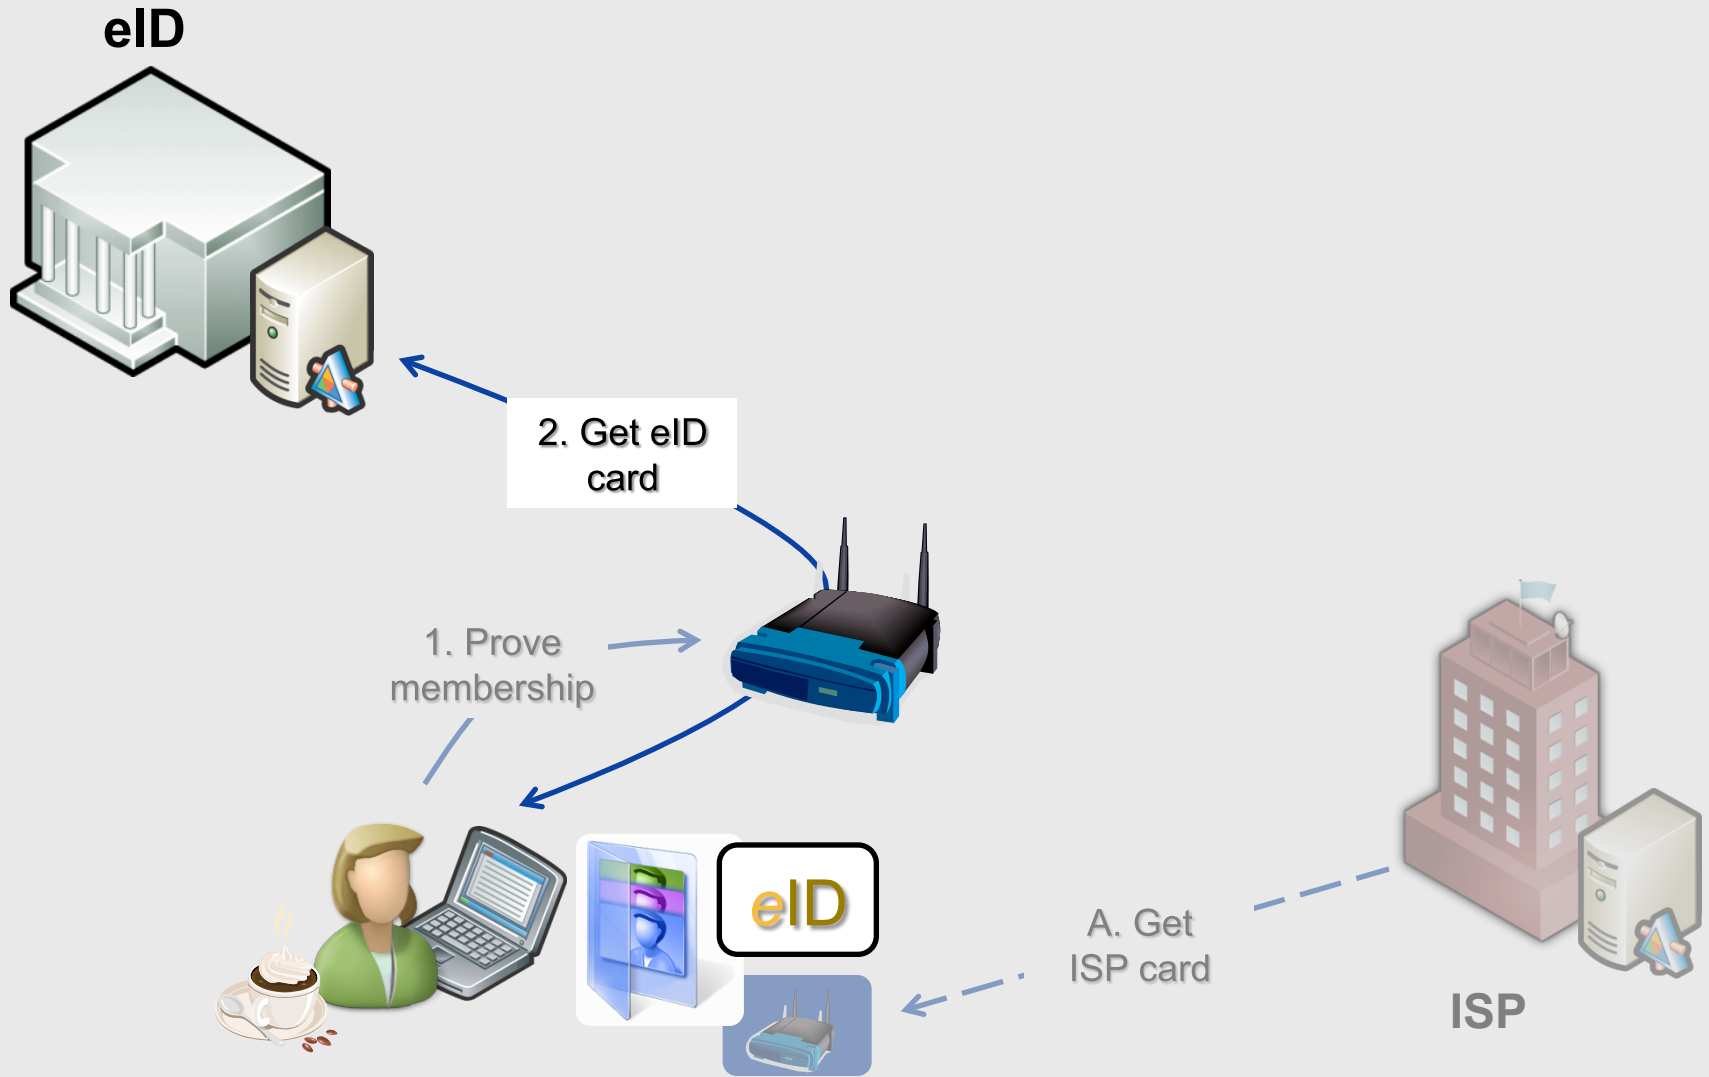 eID
2. Get eID
card
1. Prove
membership
eID
A. Get
ISP card
ISP